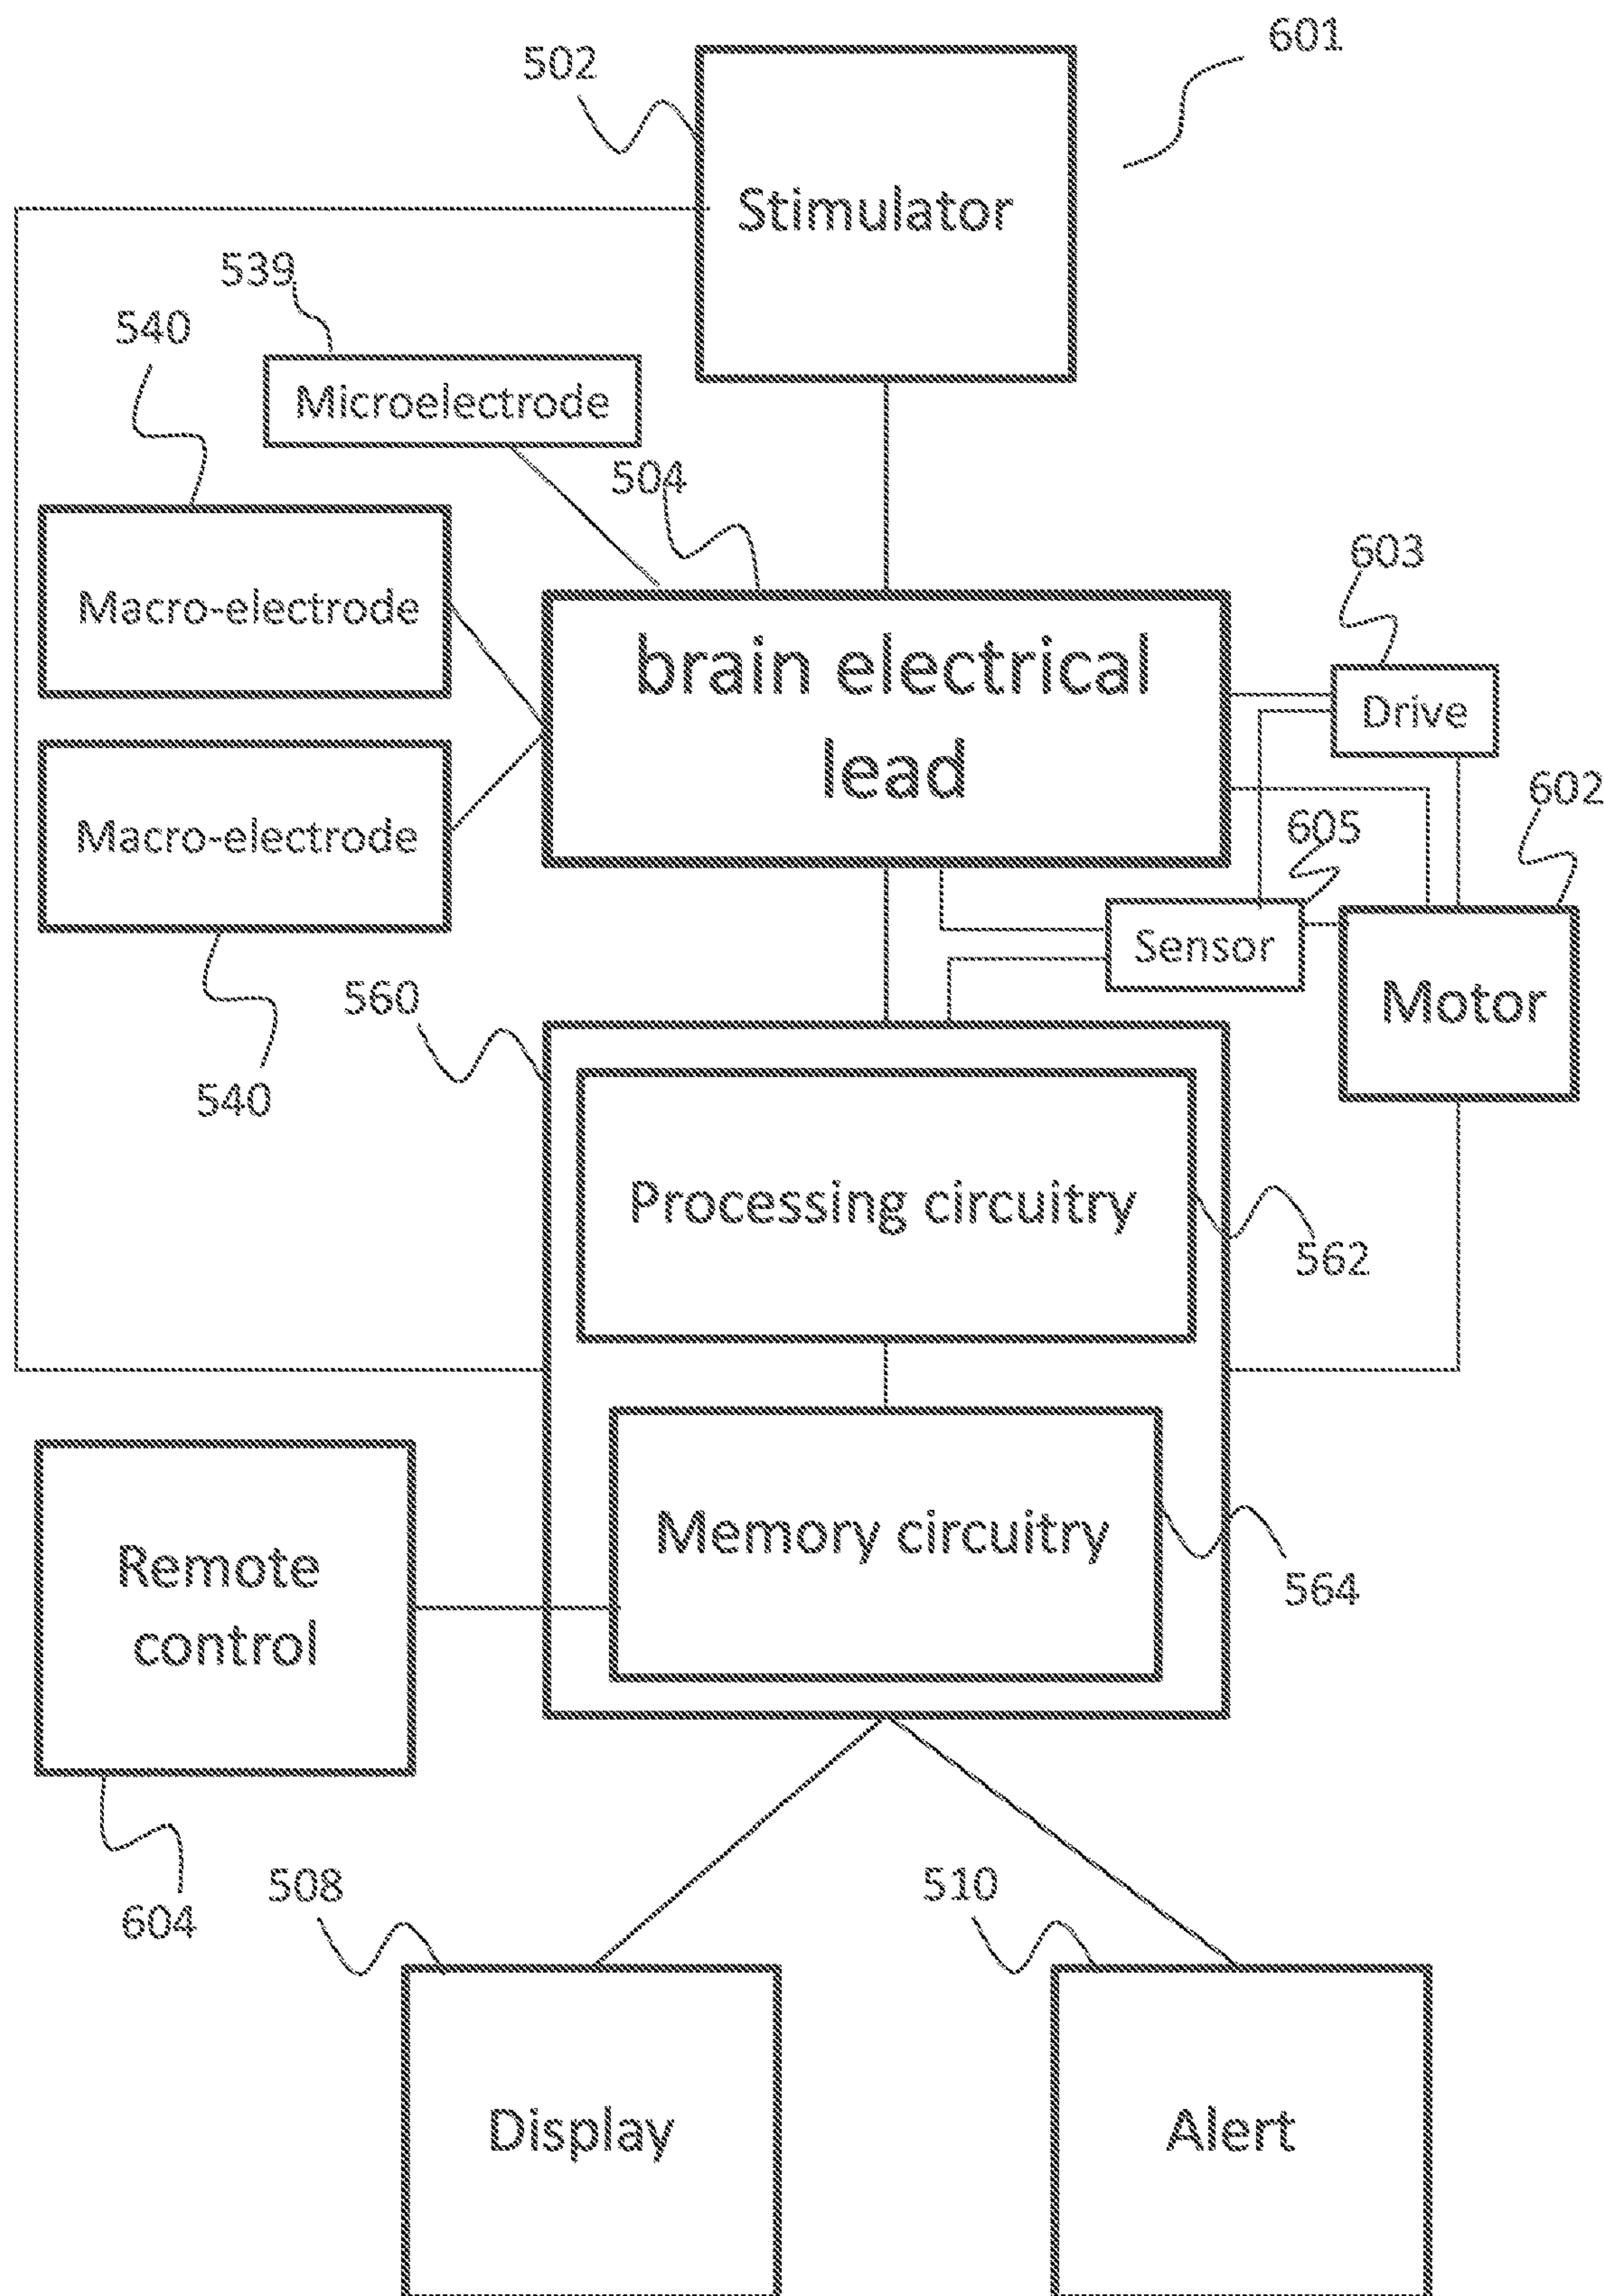 601
502
Stimulator
539
540
Microelectrode
504
603
Macro-electrode
brain electrical
lead
Drive
602
605
Macro-electrode
Sensor
560
Motor
540
Processing circuitry
562
Memory circuitry
Remote
control
564
604
508
510
Display
Alert